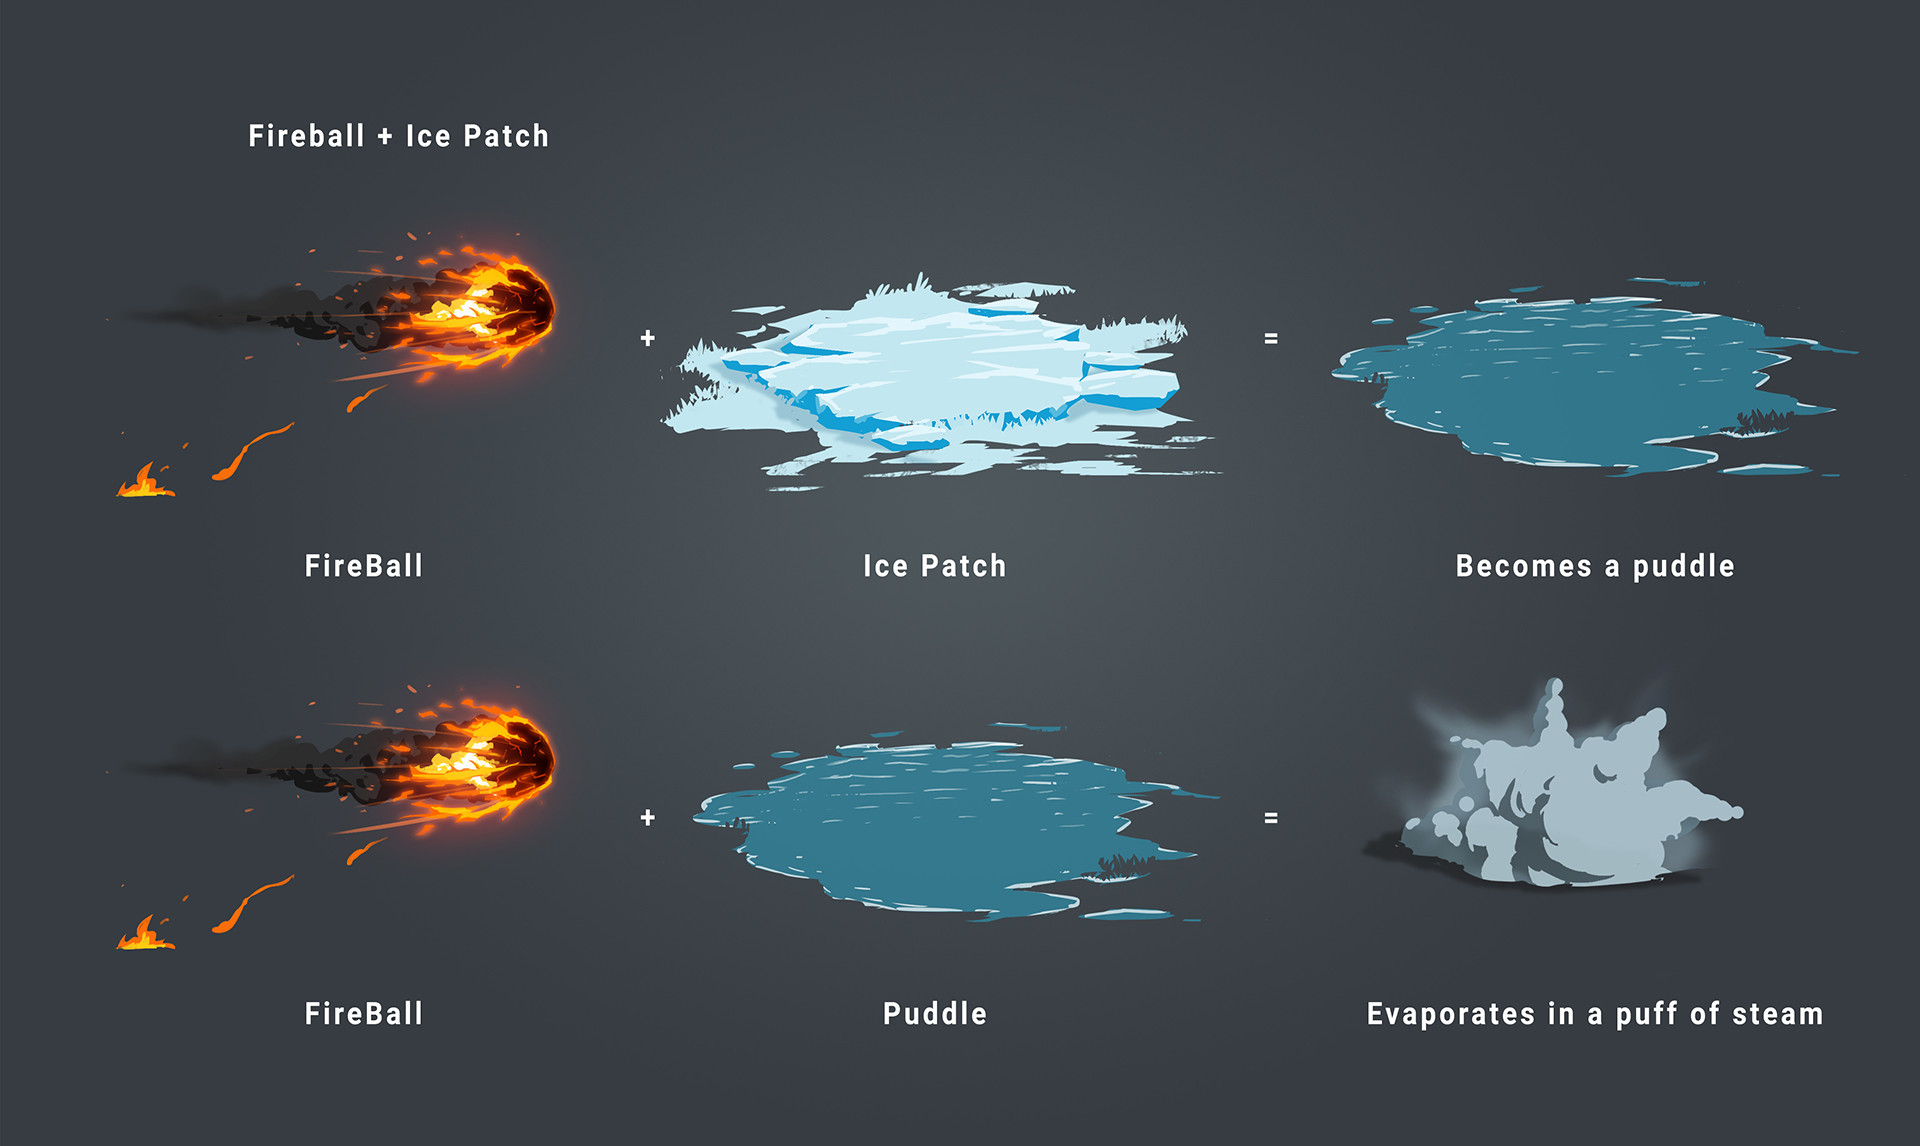 Fireball + Ice Patch
+
=
FireBall
Ice Patch
Becomes a puddle
+
=
FireBall
Puddle
Evaporates in a puff of steam